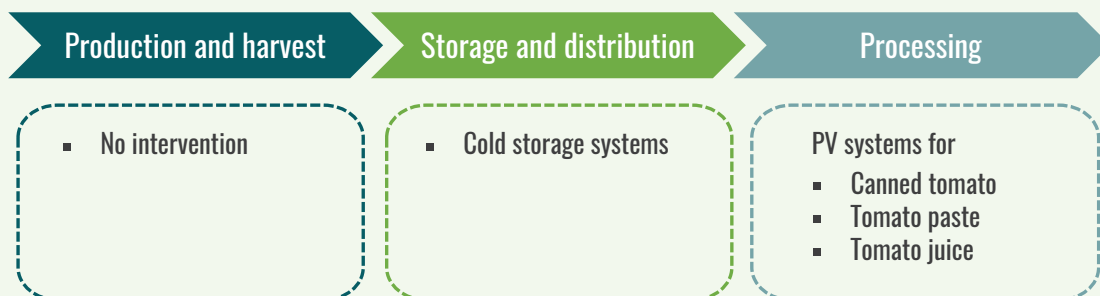 Production and harvest
Storage and distribution
Processing
▪ No intervention
▪ Cold storage systems
PV systems for
▪ Canned tomato
▪ Tomato paste
▪ Tomato juice